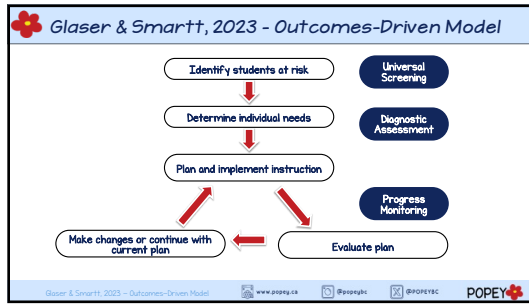 Glaser & Smartt, 2023 - Outcomes-Driven Model
Identify students at risk
Universal
Screening
Determine individual needs
Diagnostic
Assessment
Plan and implement instruction
Progress
Monitoring
Make changes or continue with
current plan
Evaluate plan
Glaser & Smartt, 2023 – Outcomes-Driven Model
www.popey.ca
@popeybc
@POPEYBC
POPEY